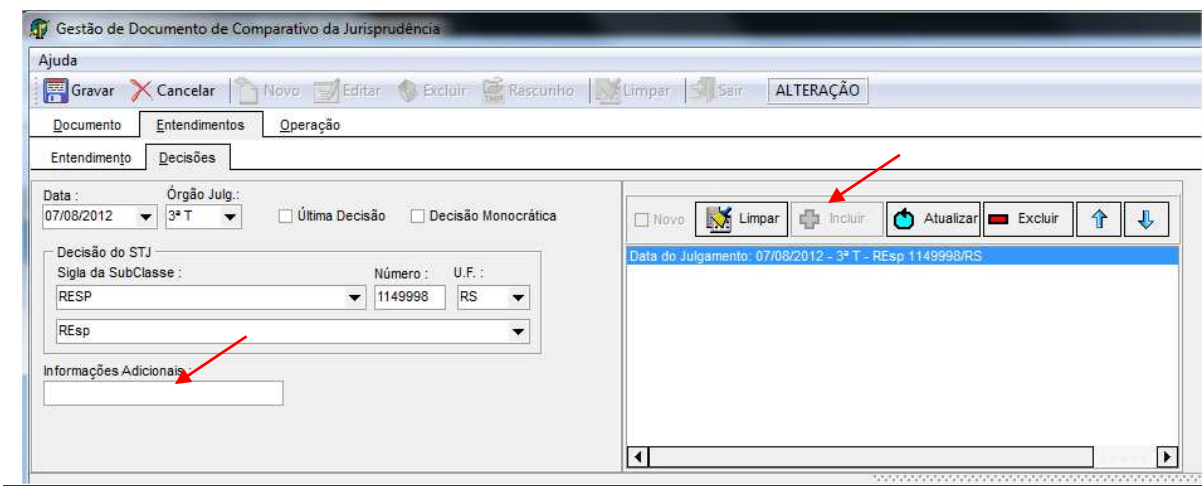 Gestão de Documento de Comparativo da Jurisprudência
Ajuda
Gravar Cancelar Novo Editar Excluir Rascunho Limpar Sair ALTERAÇÃO
Documento Entendimentos Operação
Entendimento Decisões
Data : Órgão Julg.:
07/08/2012 3ª T Última Decisão Decisão Monocrática
Novo Limpar Incluir Atualizar Excluir
Data do Julgamento: 07/08/2012 - 3ª T - REsp 1149998/RS
Decisão do STJ
Sigla da SubClasse : Número : U.F. :
RESP 1149998 RS
REsp
Informações Adicionais :